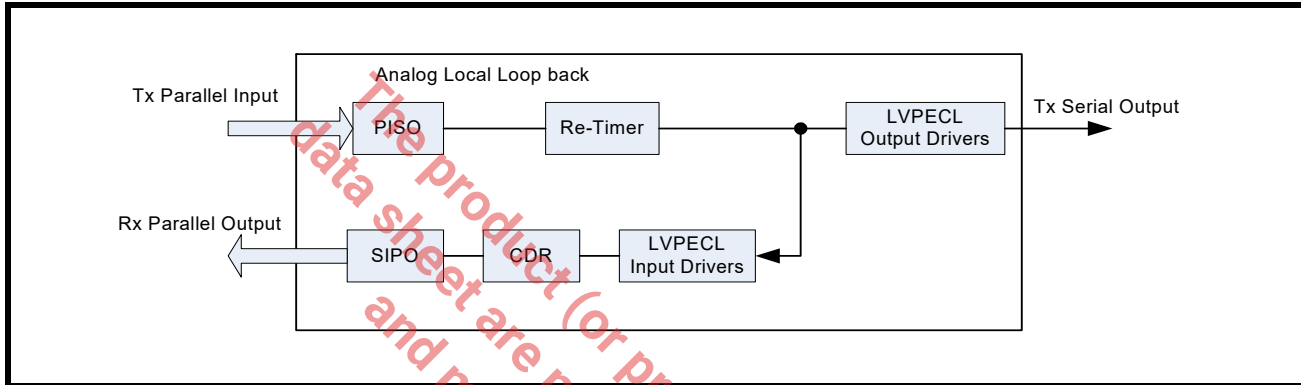 Analog Local Loop back
Tx Parallel Input
PISO
Re-Timer
LVPECL
Output Drivers
Tx Serial Output
Rx Parallel Output
SIPO
CDR
LVPECL
Input Drivers
The product (or pr
data sheet are n
and n